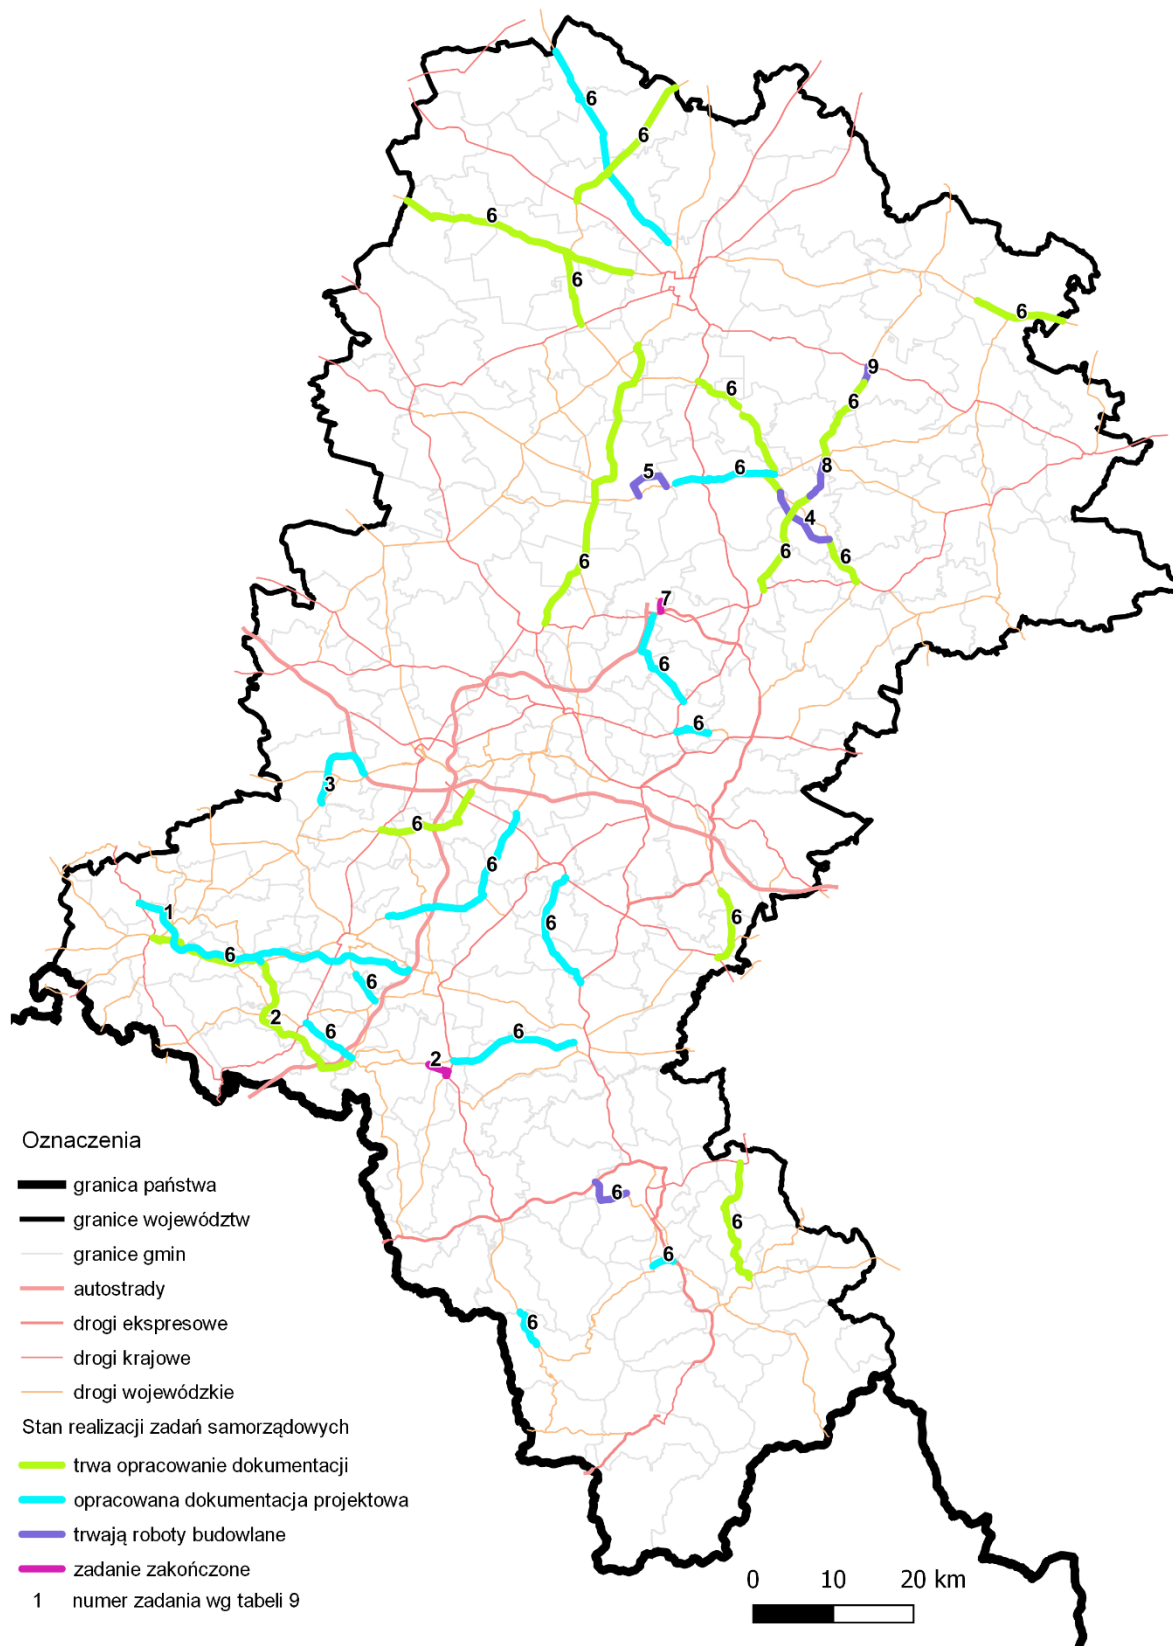 6
6
6
6
6
9
6
6
6
5
8
4
6
6
6
7
6
6
3
6
6
1
6
6
6
6
2
6
6
2
6
6
6
6
Oznaczenia
granica państwa
granice województw
granice gmin
autostrady
drogi ekspresowe
drogi krajowe
drogi wojewódzkie
Stan realizacji zadań samorządowych
trwa opracowanie dokumentacji
opracowana dokumentacja projektowa
trwają roboty budowlane
zadanie zakończone
1 numer zadania wg tabeli 9
0 10 20 km